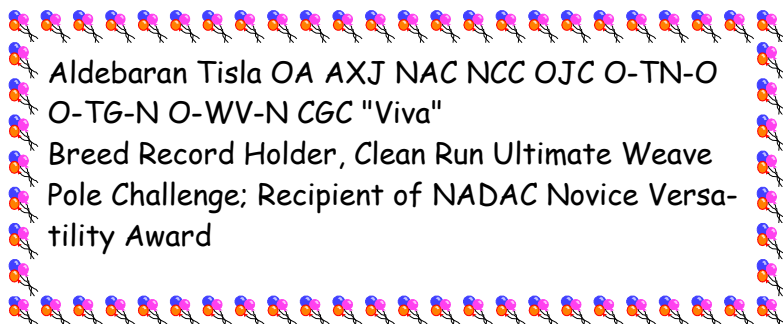 Aldebaran Tisla OA AXJ NAC NCC OJC O-TN-O
O-TG-N O-WV-N CGC "Viva"
Breed Record Holder, Clean Run Ultimate Weave
Pole Challenge; Recipient of NADAC Novice Versa-
tility Award